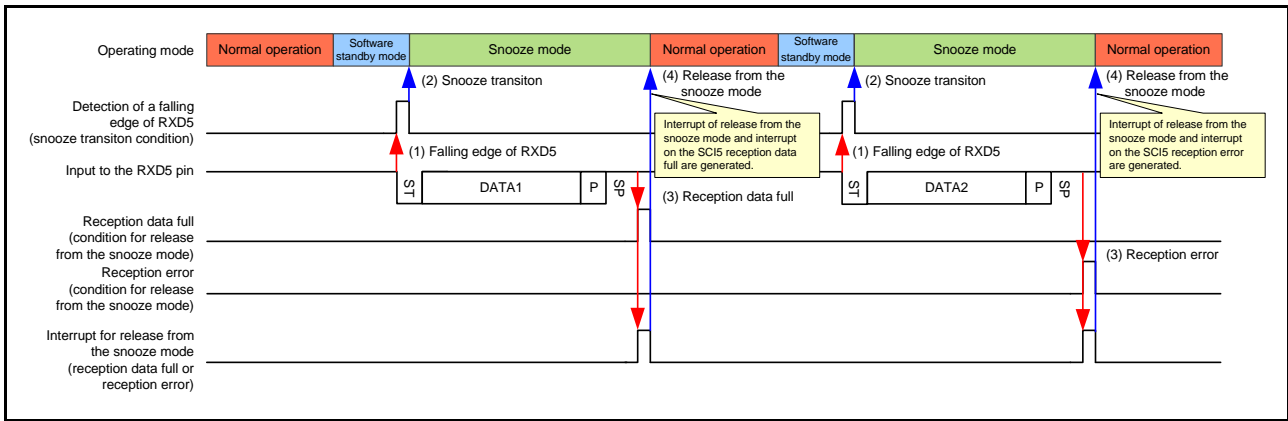 Operating mode
Normal operation
Software
standby mode
Snooze mode
Normal operation
Software
standby mode
Snooze mode
Normal operation
(2) Snooze transiton
(4) Release from the
snooze mode
(2) Snooze transiton
(4) Release from the
snooze mode
Detection of a falling
edge of RXD5
(snooze transiton condition)
Interrupt of release from the
snooze mode and interrupt
on the SCI5 reception data
full are generated.
Interrupt of release from the
snooze mode and interrupt
on the SCI5 reception error
are generated.
(1) Falling edge of RXD5
(1) Falling edge of RXD5
Input to the RXD5 pin
ST
DATA1
P
SP
(3) Reception data full
ST
DATA2
P
SP
Reception data full
(condition for release
from the snooze mode)
(3) Reception error
Reception error
(condition for release
from the snooze mode)
Interrupt for release from
the snooze mode
(reception data full or
reception error)